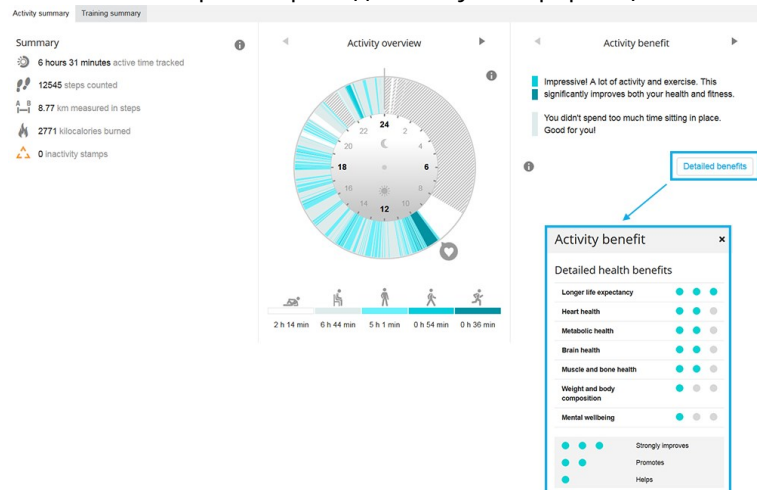 Activity summary
Training summary
Summary
6 hours 31 minutes active time tracked
12545 steps counted
A B
8.77 km measured in steps
2771 kilocalories burned
0 inactivity stamps
Activity overview
24
22
2
20
4
18
6
16
8
14
10
12
2 h 14 min
6 h 44 min
5 h 1 min
0 h 54 min
0 h 36 min
Activity benefit
Impressive! A lot of activity and exercise. This
significantly improves both your health and fitness.
You didn't spend too much time sitting in place.
Good for you!
Detailed benefits
Activity benefit
×
Detailed health benefits
Longer life expectancy
Heart health
Metabolic health
Brain health
Muscle and bone health
Weight and body
composition
Mental wellbeing
Strongly improves
Promotes
Helps